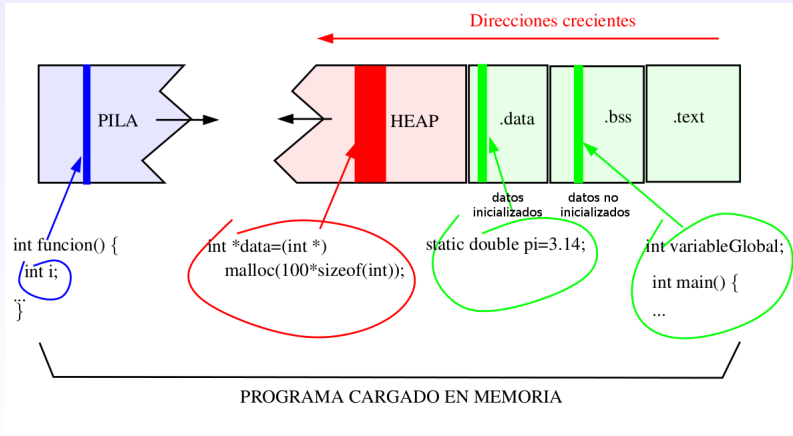 Direcciones crecientes
PILA
HEAP
.data
.bss
.text
datos
inicializados
datos no
inicializados
int funcion() {
int i;
...
}
int *data=(int *)
malloc(100*sizeof(int));
static double pi=3.14;
int variableGlobal;
int main() {
...
PROGRAMA CARGADO EN MEMORIA